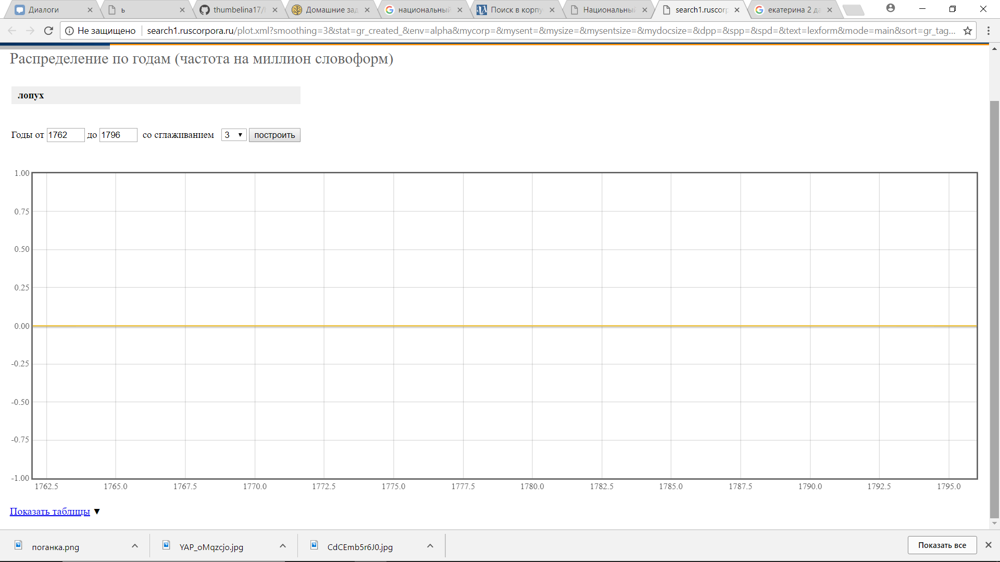 Диалоги
ь
thumbelina17/
Домашние зад
национальный
Поиск в корпу
Национальный
search1.ruscorp
екатерина 2 да
Не защищено
search1.ruscorpora.ru/plot.xml?smoothing=3&stat=gr_created_&env=alpha&mycorp=&mysent=&mysize=&mysentsize=&mydocsize=&dpp=&spp=&spd=&text=lexform&mode=main&sort=gr_tag...
Распределение по годам (частота на миллион словоформ)
лопух
Годы от 1762 до 1796 со сглаживанием 3 построить
1.00
0.75
0.50
0.25
0.00
-0.25
-0.50
-0.75
-1.00
1762.5 1765.0 1767.5 1770.0 1772.5 1775.0 1777.5 1780.0 1782.5 1785.0 1787.5 1790.0 1792.5 1795.0
Показать таблицы ▼
поганка.png
YAP_oMqzcjo.jpg
CdCEmb5r6J0.jpg
Показать все